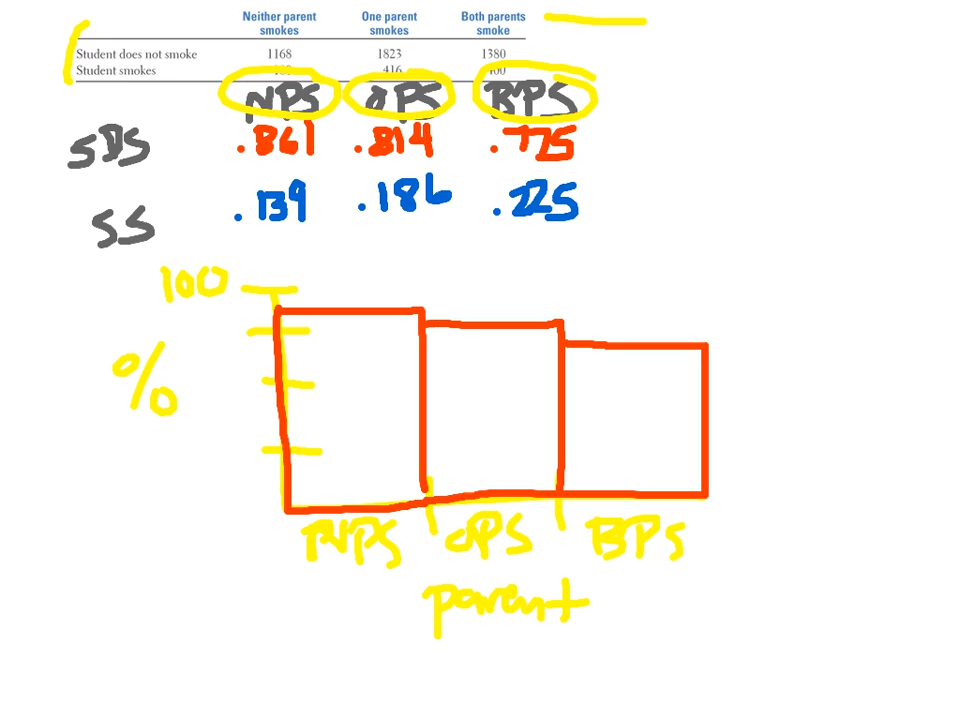 Neither parent smokes One parent smokes Both parents smoke
Student does not smoke 1168 1823 1380
Student smokes 416
NPS OPS BPS
SDS .861 .814 .775
SS .139 .186 .225
100
%
NPS OPS BPS
parent